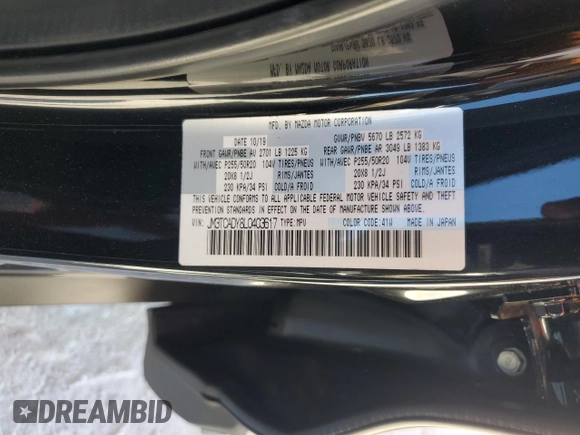 MFD. BY MAZDA MOTOR CORPORATION
DATE 10/19 GVWR/PNBV 5670 LB 2572 KG
FRONT GAWR/PNBE AV 2701 LB 1225 KG REAR GAWR/PNBE AR 3049 LB 1383 KG
WITH/AVEC P255/50R20 104V TIRES/PNEUS WITH/AVEC P255/50R20 104V TIRES/PNEUS
20X8 1/2J RIMS/JANTES 20X8 1/2J RIMS/JANTES
230 KPA/34 PSI COLD/A FROID 230 KPA/34 PSI COLD/A FROID
THIS VEHICLE CONFORMS TO ALL APPLICABLE FEDERAL MOTOR VEHICLE SAFETY, BUMPER, AND
THEFT PREVENTION STANDARDS IN EFFECT ON THE DATE OF MANUFACTURE SHOWN ABOVE.
VIN: JM3TCADY8L0403617 TYPE:MPV COLOR CODE:41W MADE IN JAPAN
DREAMBID